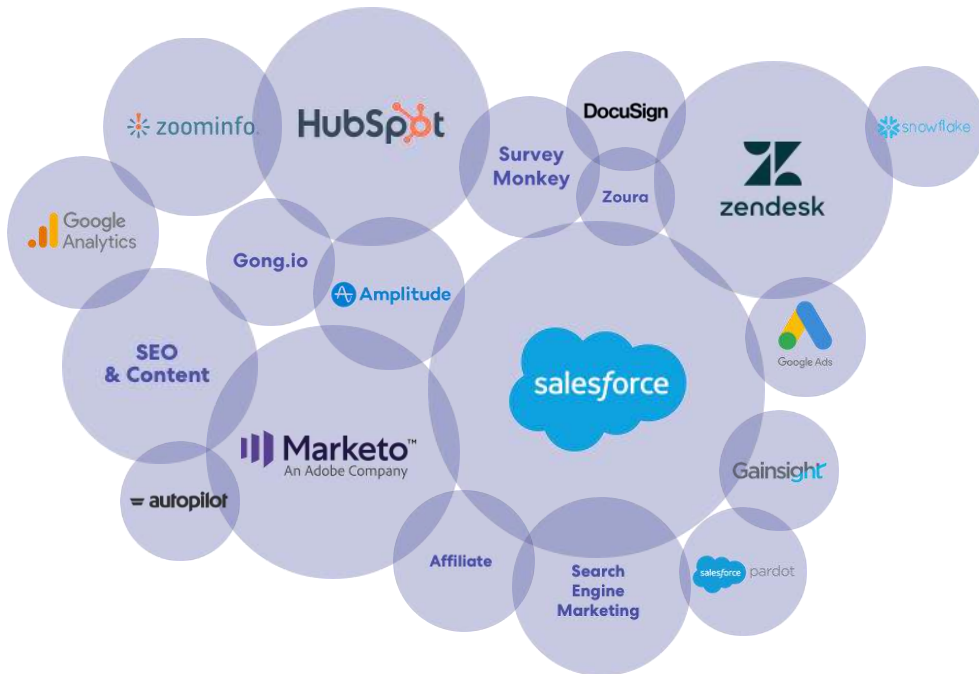 zoominfo.
HubSpot
DocuSign
snowflake
Survey
Monkey
Zoura
zendesk
Google
Analytics
Gong.io
Amplitude
SEO
& Content
salesforce
Google Ads
Marketo™
An Adobe Company
Gainsight
autopilot
Affiliate
Search
Engine
Marketing
salesforce pardot